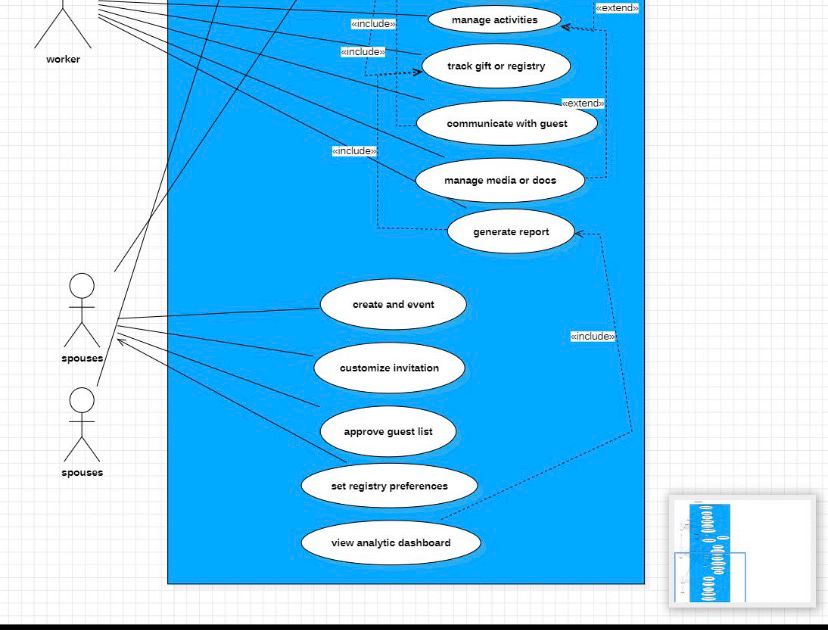 «extend»
manage activities
«include»
worker
«include»
track gift or registry
«extend»
communicate with guest
«include»
manage media or docs
generate report
create and event
«include»
spouses
customize invitation
approve guest list
spouses
set registry preferences
view analytic dashboard